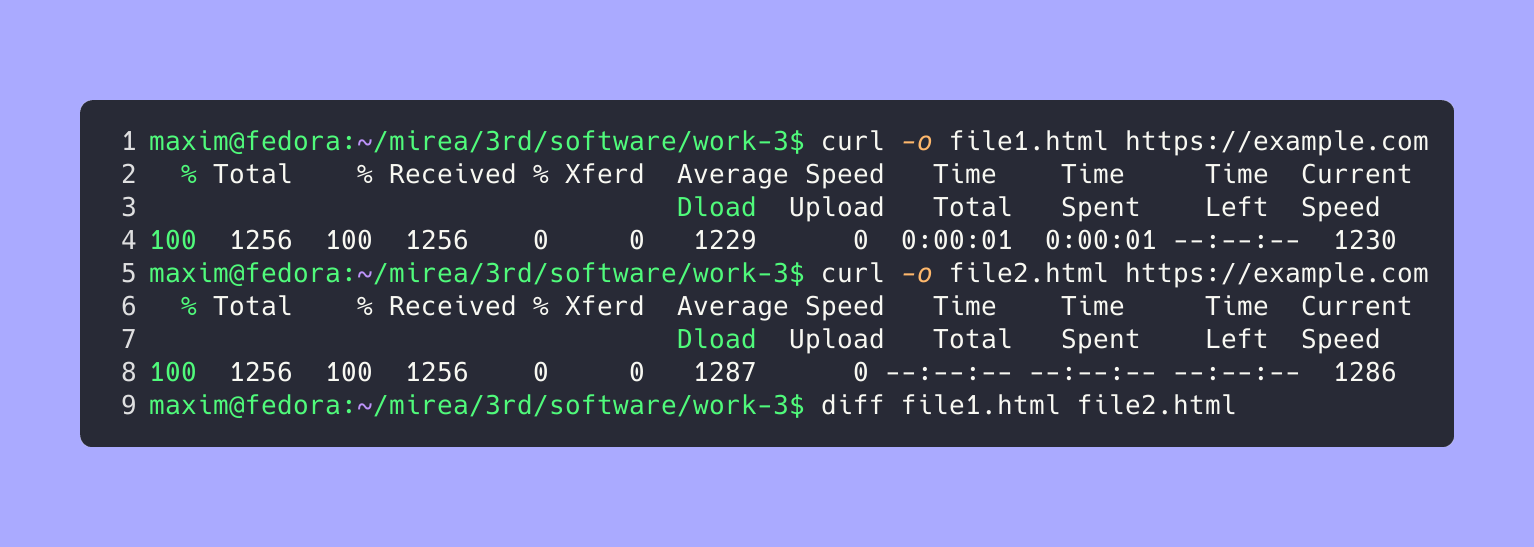 1 maxim@fedora:~/mirea/3rd/software/work-3$ curl -o file1.html https://example.com
2   % Total    % Received % Xferd  Average Speed   Time    Time     Time  Current
3                                  Dload  Upload   Total   Spent    Left  Speed
4 100  1256  100  1256    0     0   1229      0  0:00:01  0:00:01 --:--:--  1230
5 maxim@fedora:~/mirea/3rd/software/work-3$ curl -o file2.html https://example.com
6   % Total    % Received % Xferd  Average Speed   Time    Time     Time  Current
7                                  Dload  Upload   Total   Spent    Left  Speed
8 100  1256  100  1256    0     0   1287      0 --:--:-- --:--:-- --:--:--  1286
9 maxim@fedora:~/mirea/3rd/software/work-3$ diff file1.html file2.html